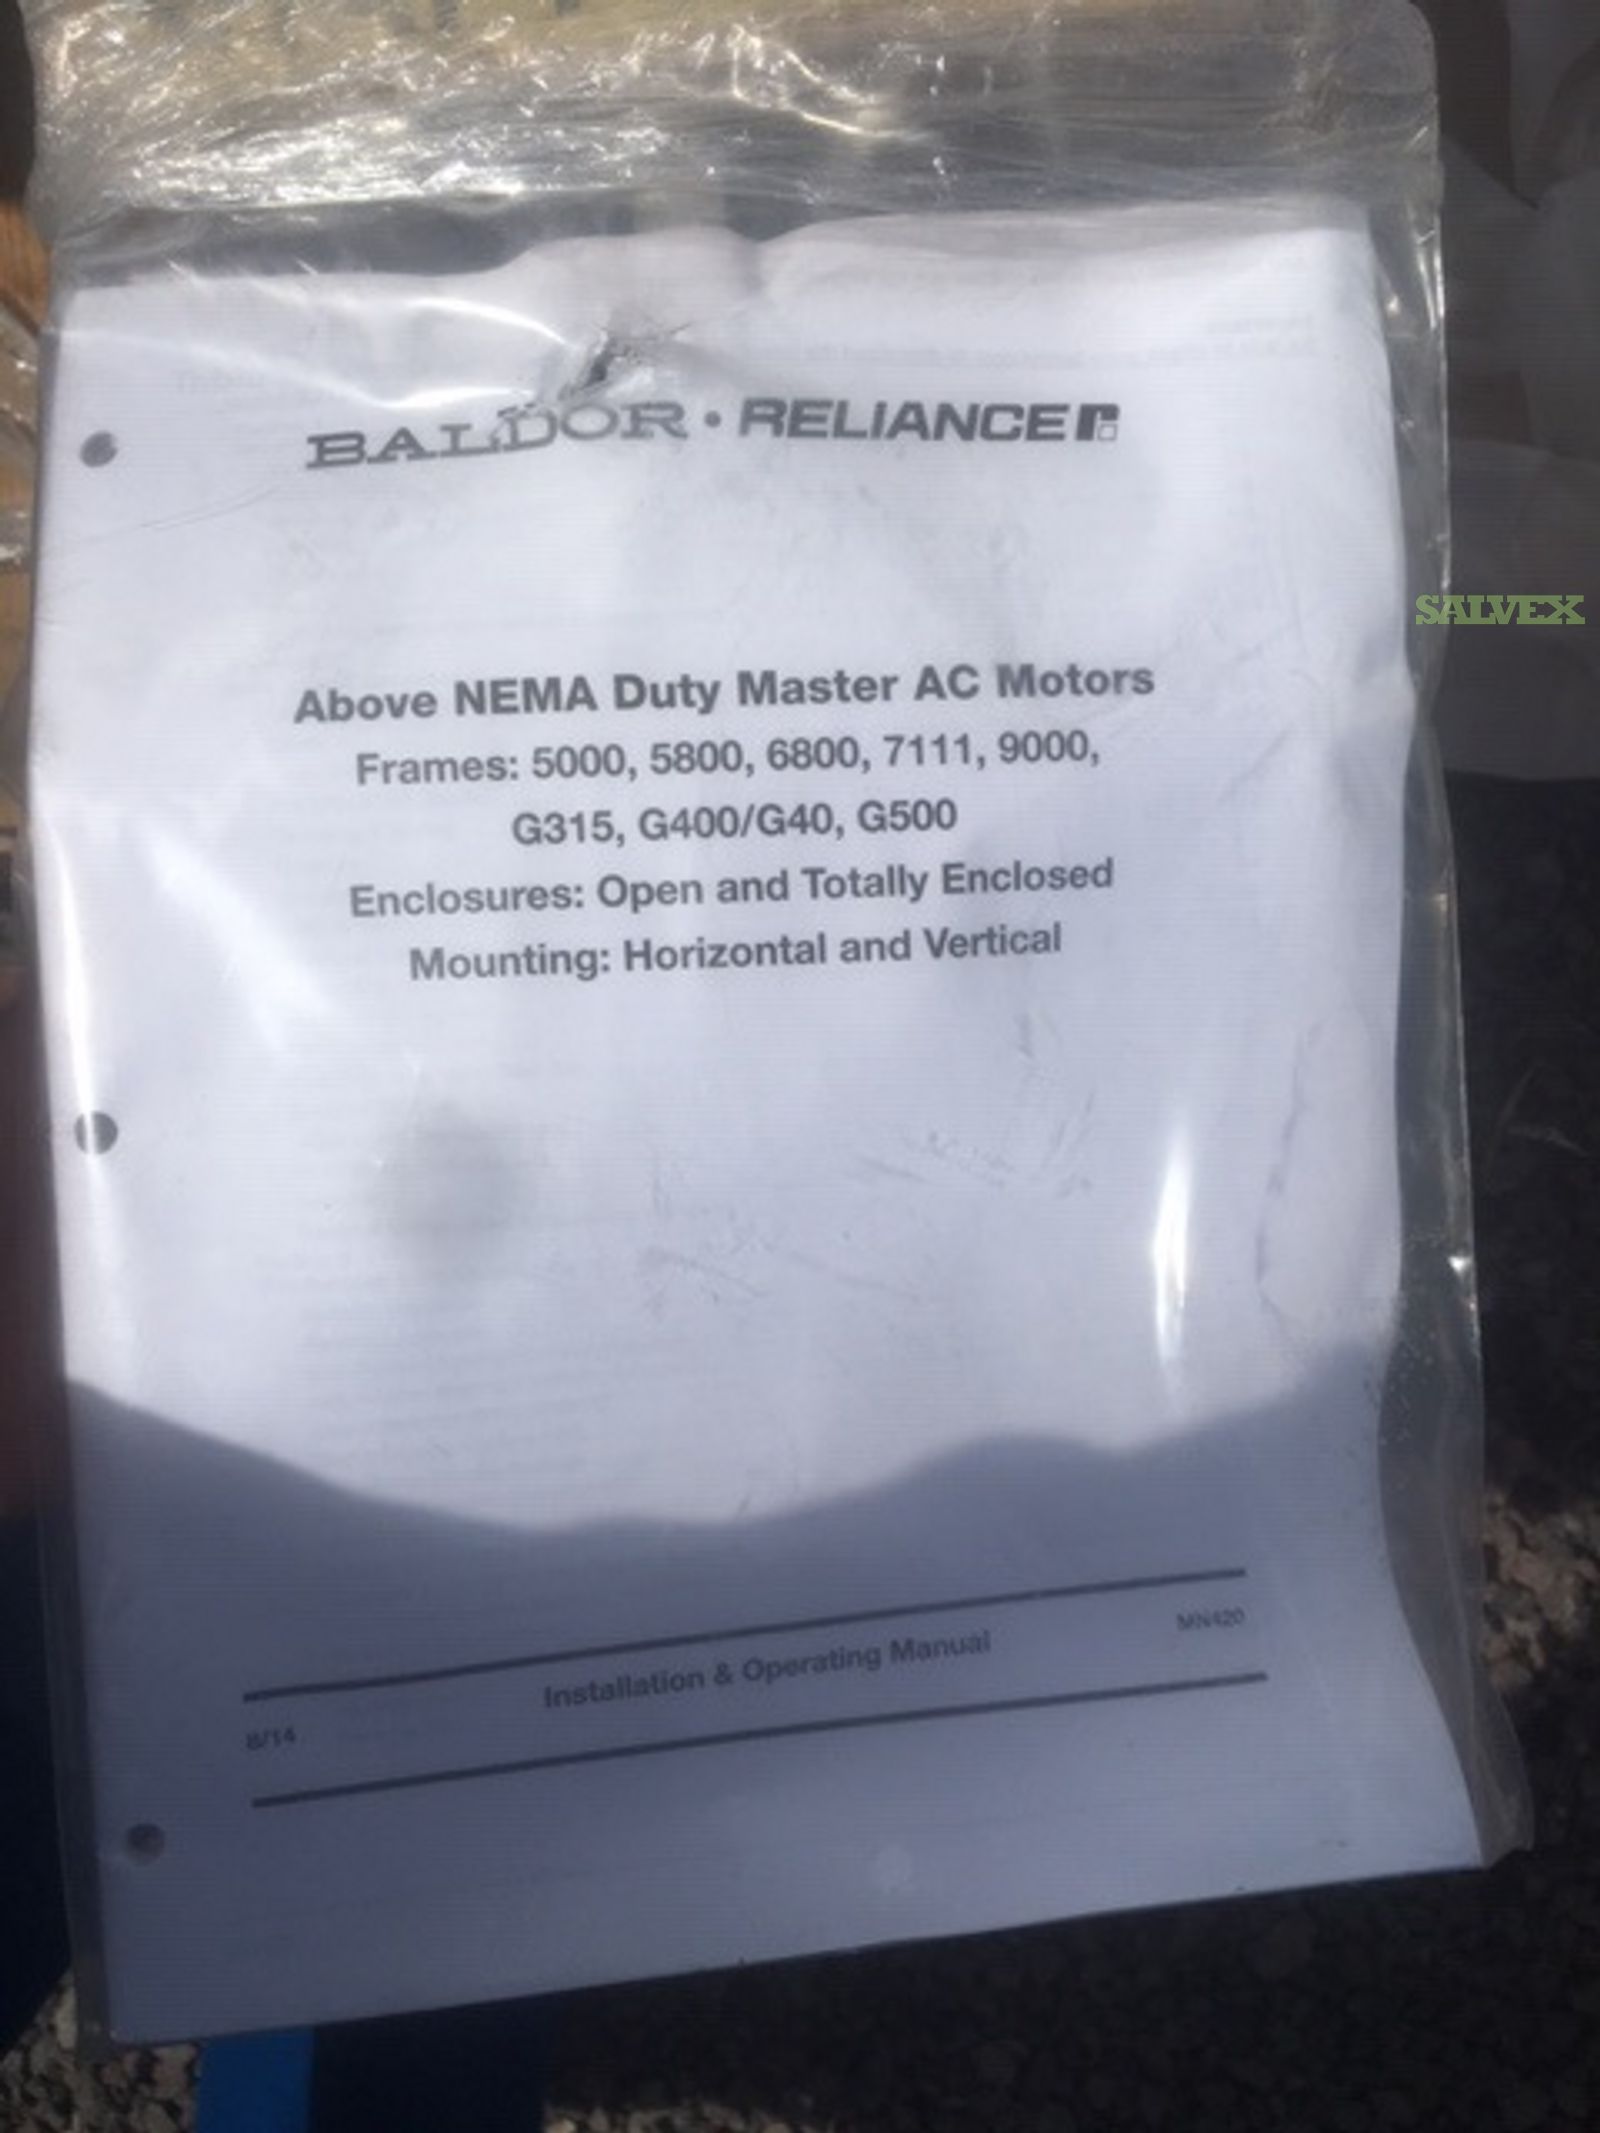 BALDOR • RELIANCE
SALVEX
Above NEMA Duty Master AC Motors
Frames: 5000, 5800, 6800, 7111, 9000,
G315, G400/G40, G500
Enclosures: Open and Totally Enclosed
Mounting: Horizontal and Vertical
8/14 Installation & Operating Manual MN420